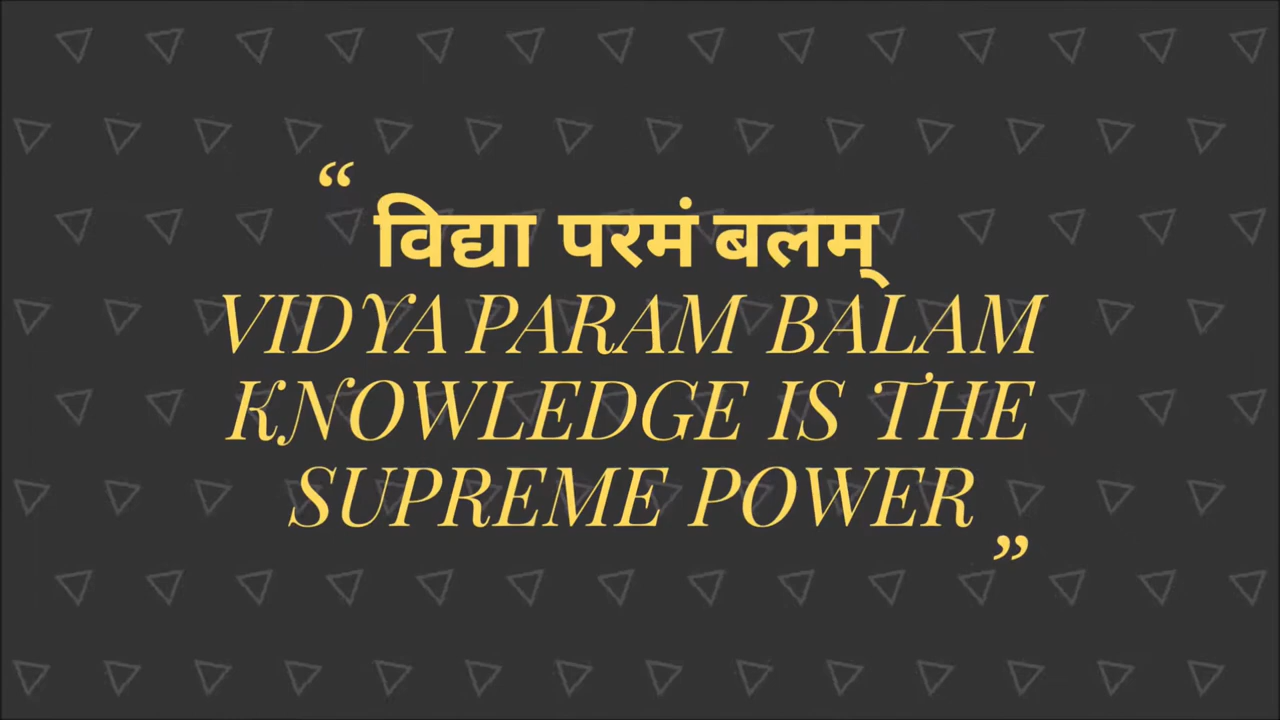 “
विद्या परमं बलम्
VIDYA PARAM BALAM
KNOWLEDGE IS THE
SUPREME POWER
”